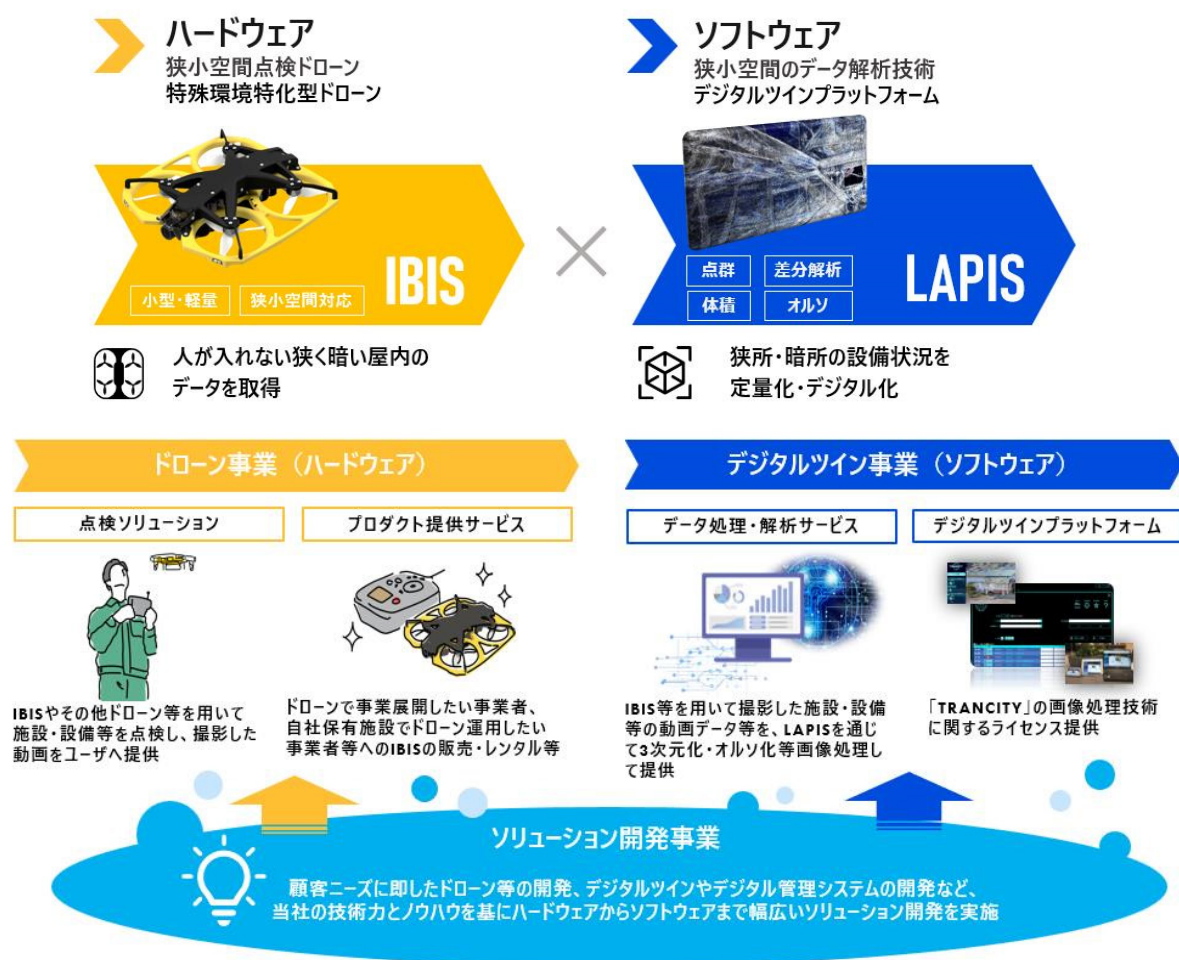 ハードウェア
狭小空間点検ドローン
特殊環境特化型ドローン
IBIS
小型・軽量
狭小空間対応
人が入れない狭く暗い屋内の
データを取得
ソフトウェア
狭小空間のデータ解析技術
デジタルツインプラットフォーム
点群
差分解析
体積
オルソ
LAPIS
狭所・暗所の設備状況を
定量化・デジタル化
ドローン事業（ハードウェア）
点検ソリューション
IBISやその他ドローン等を用いて
施設・設備等を点検し、撮影した
動画をユーザへ提供
プロダクト提供サービス
ドローンで事業展開したい事業者、
自社保有施設でドローン運用したい
事業者等へのIBISの販売・レンタル等
デジタルツイン事業（ソフトウェア）
データ処理・解析サービス
IBIS等を用いて撮影した施設・設備
等の動画データ等を、LAPISを通じ
て3次元化・オルソ化等画像処理し
て提供
デジタルツインプラットフォーム
「TRANCITY」の画像処理技術
に関するライセンス提供
ソリューション開発事業
顧客ニーズに即したドローン等の開発、デジタルツインやデジタル管理システムの開発など、
当社の技術力とノウハウを基にハードウェアからソフトウェアまで幅広いソリューション開発を実施